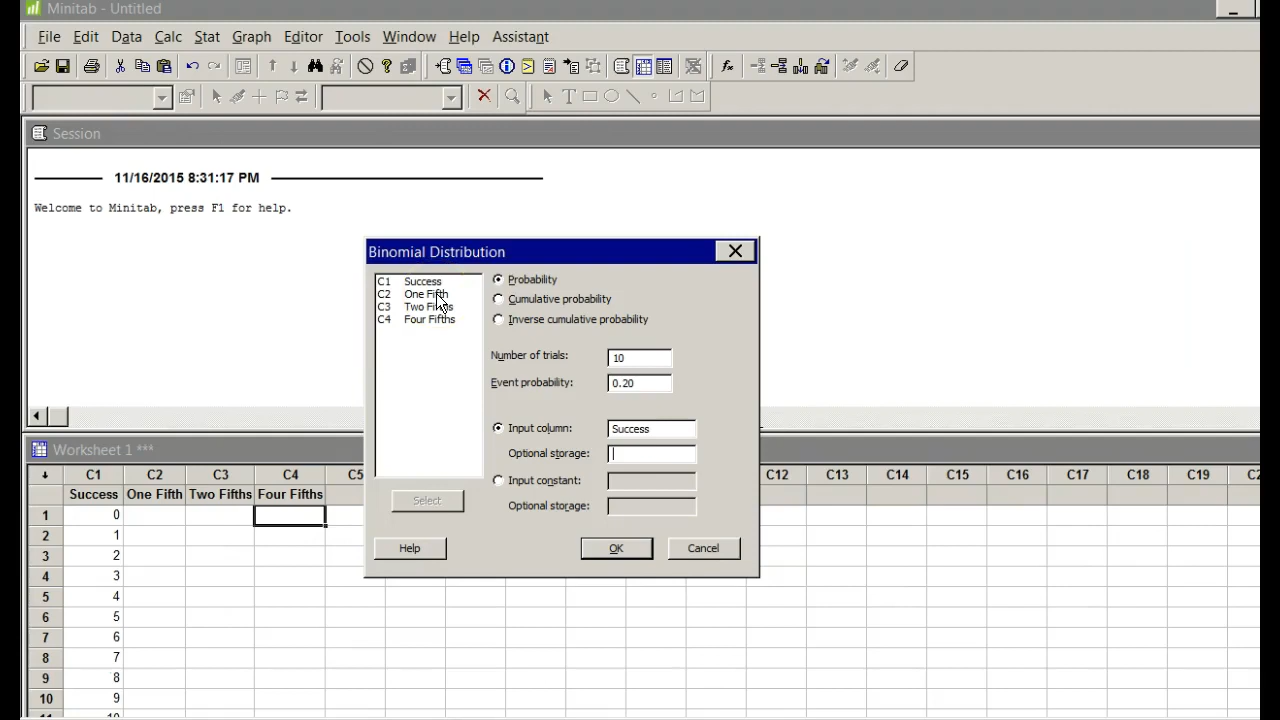 Minitab - Untitled
File Edit Data Calc Stat Graph Editor Tools Window Help Assistant
Session
11/16/2015 8:31:17 PM
Welcome to Minitab, press F1 for help.
Binomial Distribution
C1 Success
C2 One Fifth
C3 Two Fifths
C4 Four Fifths
Probability
Cumulative probability
Inverse cumulative probability
Number of trials: 10
Event probability: 0.20
Input column: Success
Optional storage:
Input constant:
Optional storage:
Select
Help OK Cancel
Worksheet 1 ***
C1 C2 C3 C4 C5 C12 C13 C14 C15 C16 C17 C18 C19
Success One Fifth Two Fifths Four Fifths
1 0
2 1
3 2
4 3
5 4
6 5
7 6
8 7
9 8
10 9